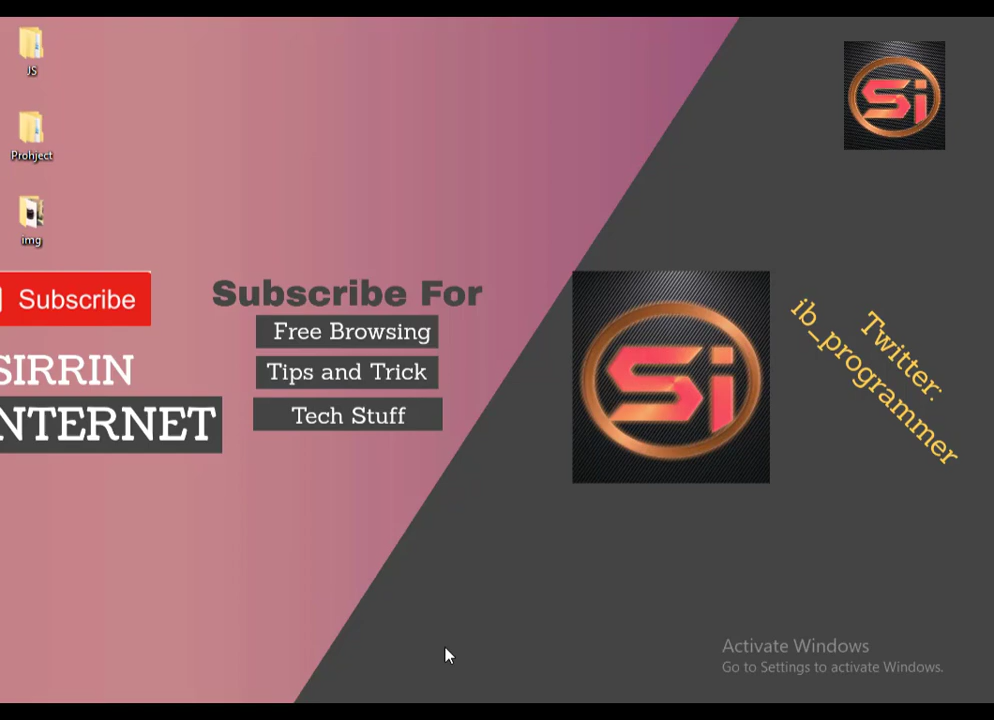 JS
Prohject
img
Subscribe
SIRRIN
NTERNET
Subscribe For
Free Browsing
Tips and Trick
Tech Stuff
Si
Si
Twitter:
ib_programmer
Activate Windows
Go to Settings to activate Windows.